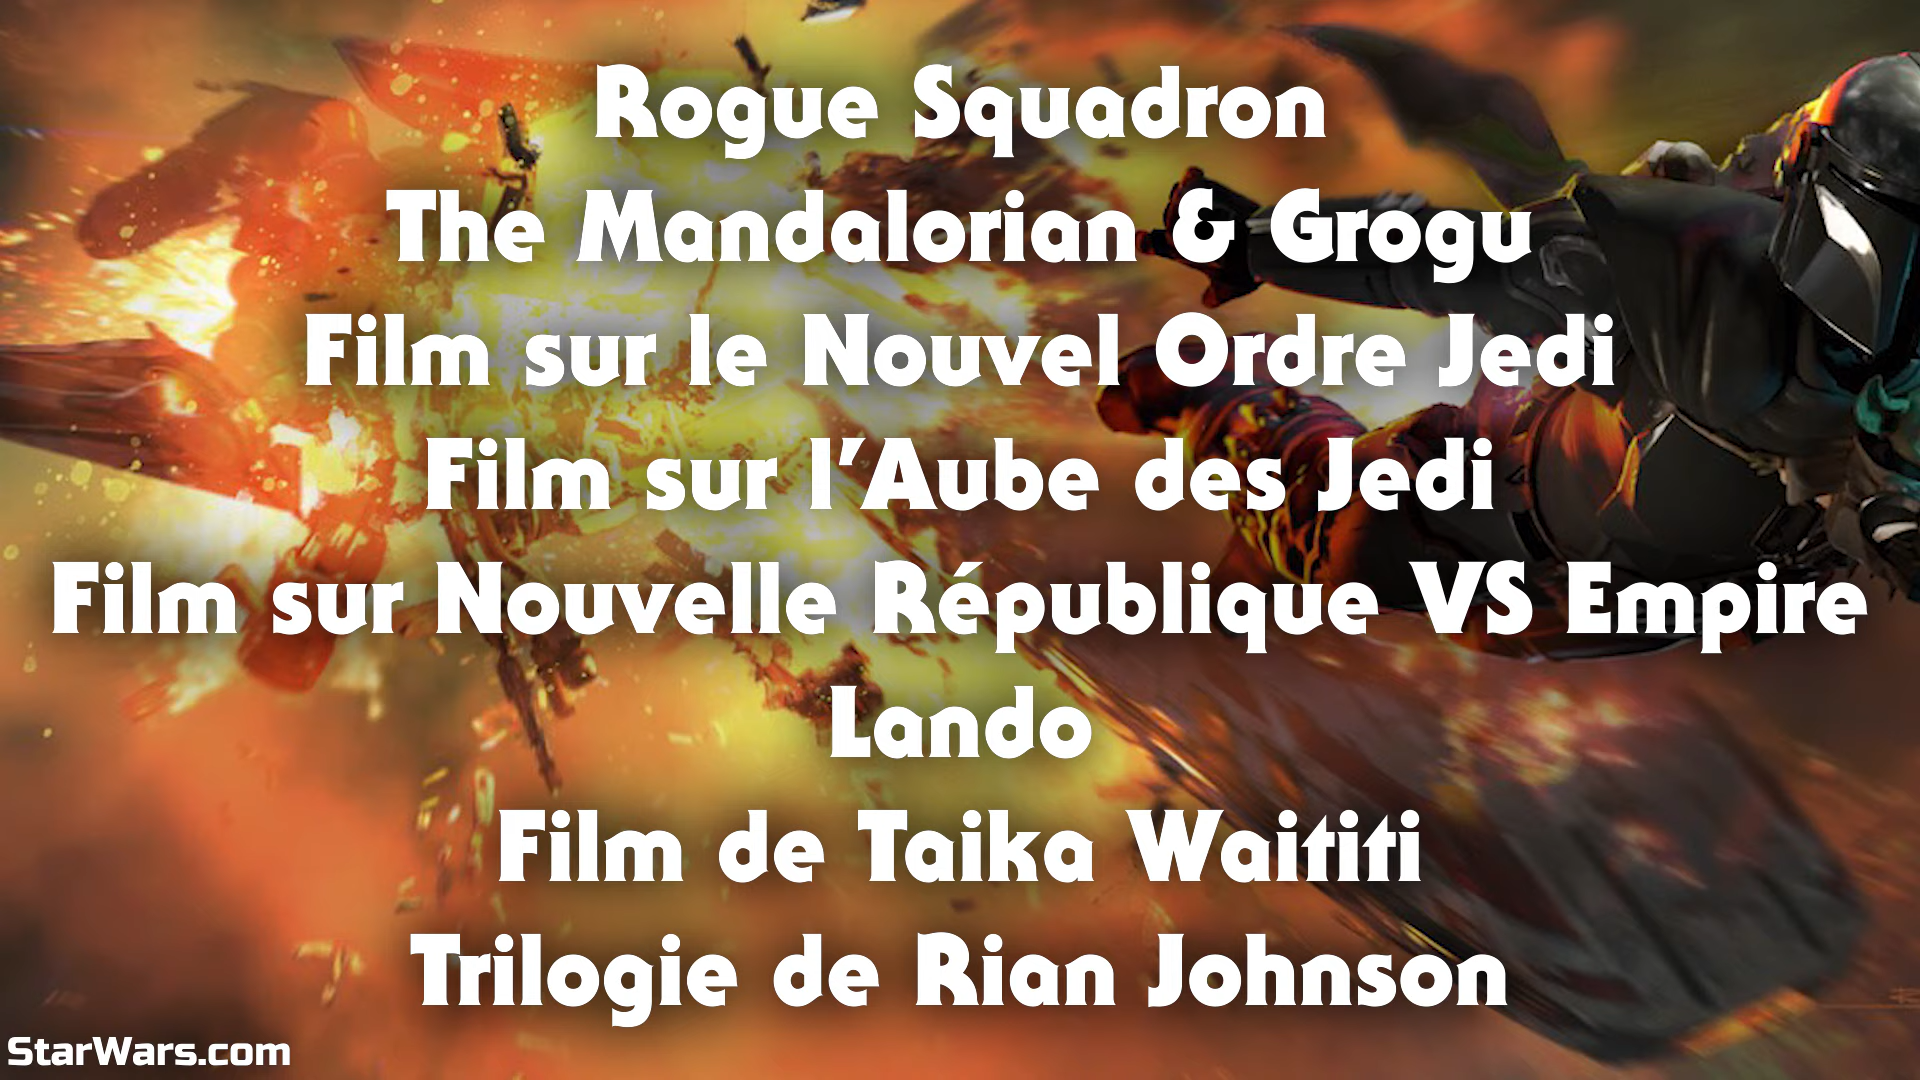 Rogue Squadron
The Mandalorian & Grogu
Film sur le Nouvel Ordre Jedi
Film sur l'Aube des Jedi
Film sur Nouvelle République VS Empire
Lando
Film de Taika Waititi
Trilogie de Rian Johnson
StarWars.com